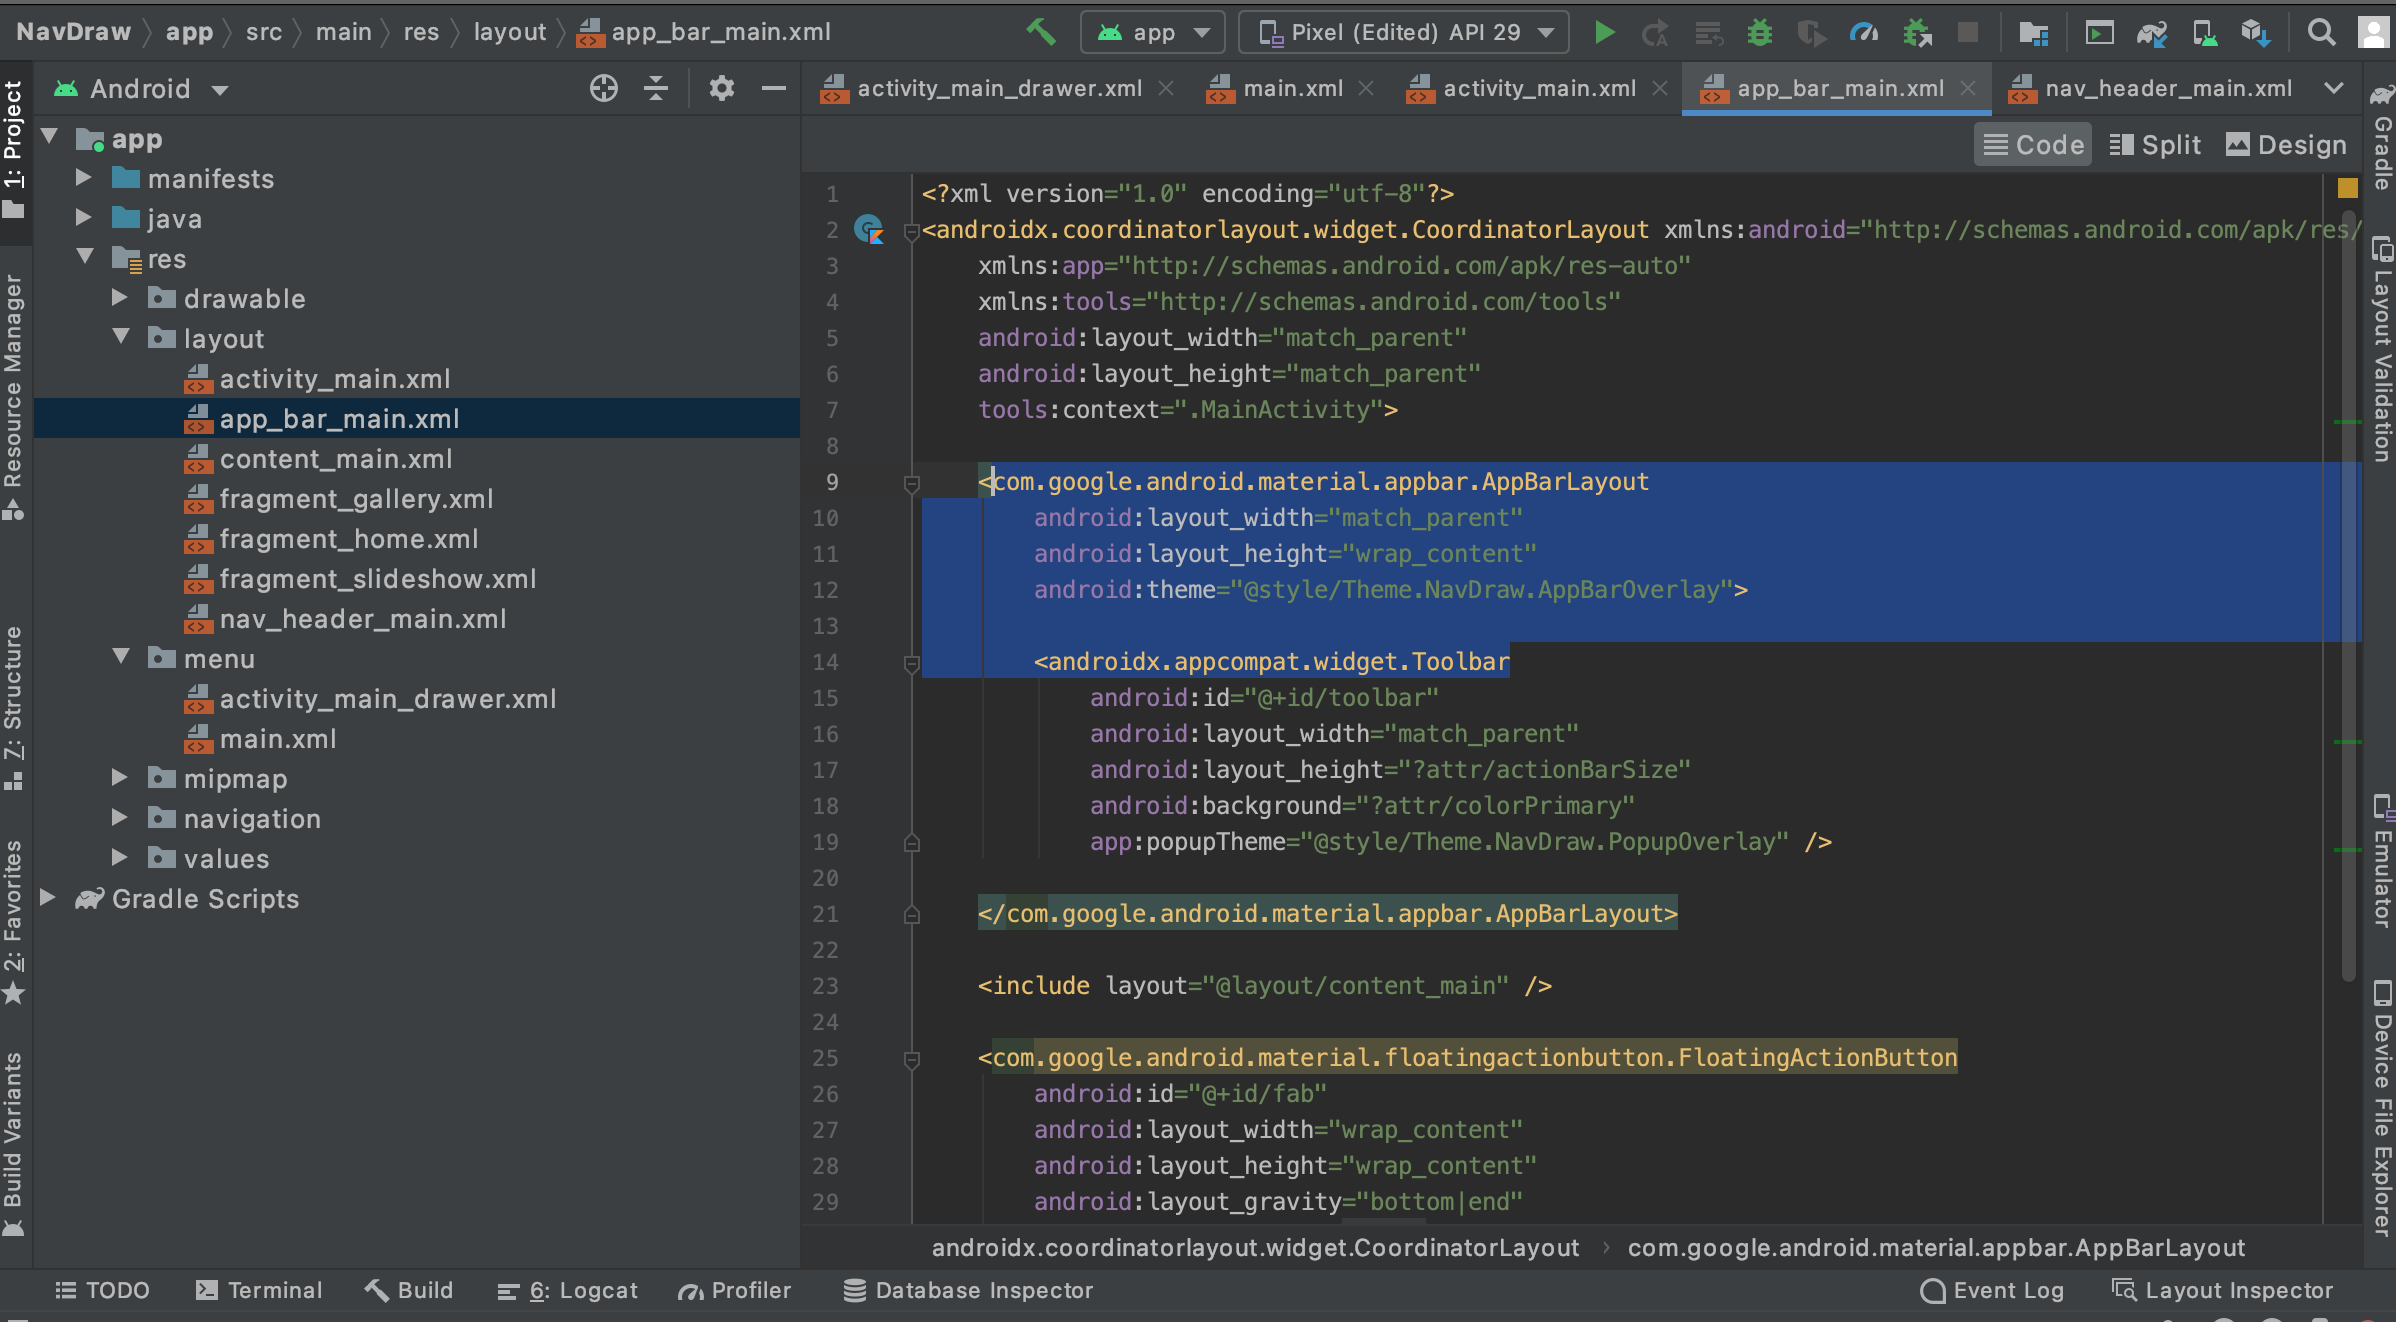 NavDraw app src main res layout app_bar_main.xml app Pixel (Edited) API 29
Android
activity_main_drawer.xml main.xml activity_main.xml app_bar_main.xml nav_header_main.xml
Code Split Design
1: Project
Resource Manager
7: Structure
2: Favorites
Build Variants
app
manifests
java
res
drawable
layout
activity_main.xml
app_bar_main.xml
content_main.xml
fragment_gallery.xml
fragment_home.xml
fragment_slideshow.xml
nav_header_main.xml
menu
activity_main_drawer.xml
main.xml
mipmap
navigation
values
Gradle Scripts
1 <?xml version="1.0" encoding="utf-8"?>
2 <androidx.coordinatorlayout.widget.CoordinatorLayout xmlns:android="http://schemas.android.com/apk/res/
3 xmlns:app="http://schemas.android.com/apk/res-auto"
4 xmlns:tools="http://schemas.android.com/tools"
5 android:layout_width="match_parent"
6 android:layout_height="match_parent"
7 tools:context=".MainActivity">
8
9 <com.google.android.material.appbar.AppBarLayout
10 android:layout_width="match_parent"
11 android:layout_height="wrap_content"
12 android:theme="@style/Theme.NavDraw.AppBarOverlay">
13
14 <androidx.appcompat.widget.Toolbar
15 android:id="@+id/toolbar"
16 android:layout_width="match_parent"
17 android:layout_height="?attr/actionBarSize"
18 android:background="?attr/colorPrimary"
19 app:popupTheme="@style/Theme.NavDraw.PopupOverlay" />
20
21 </com.google.android.material.appbar.AppBarLayout>
22
23 <include layout="@layout/content_main" />
24
25 <com.google.android.material.floatingactionbutton.FloatingActionButton
26 android:id="@+id/fab"
27 android:layout_width="wrap_content"
28 android:layout_height="wrap_content"
29 android:layout_gravity="bottom|end"
androidx.coordinatorlayout.widget.CoordinatorLayout com.google.android.material.appbar.AppBarLayout
Gradle
Layout Validation
Emulator
Device File Explorer
TODO Terminal Build 6: Logcat Profiler Database Inspector Event Log Layout Inspector